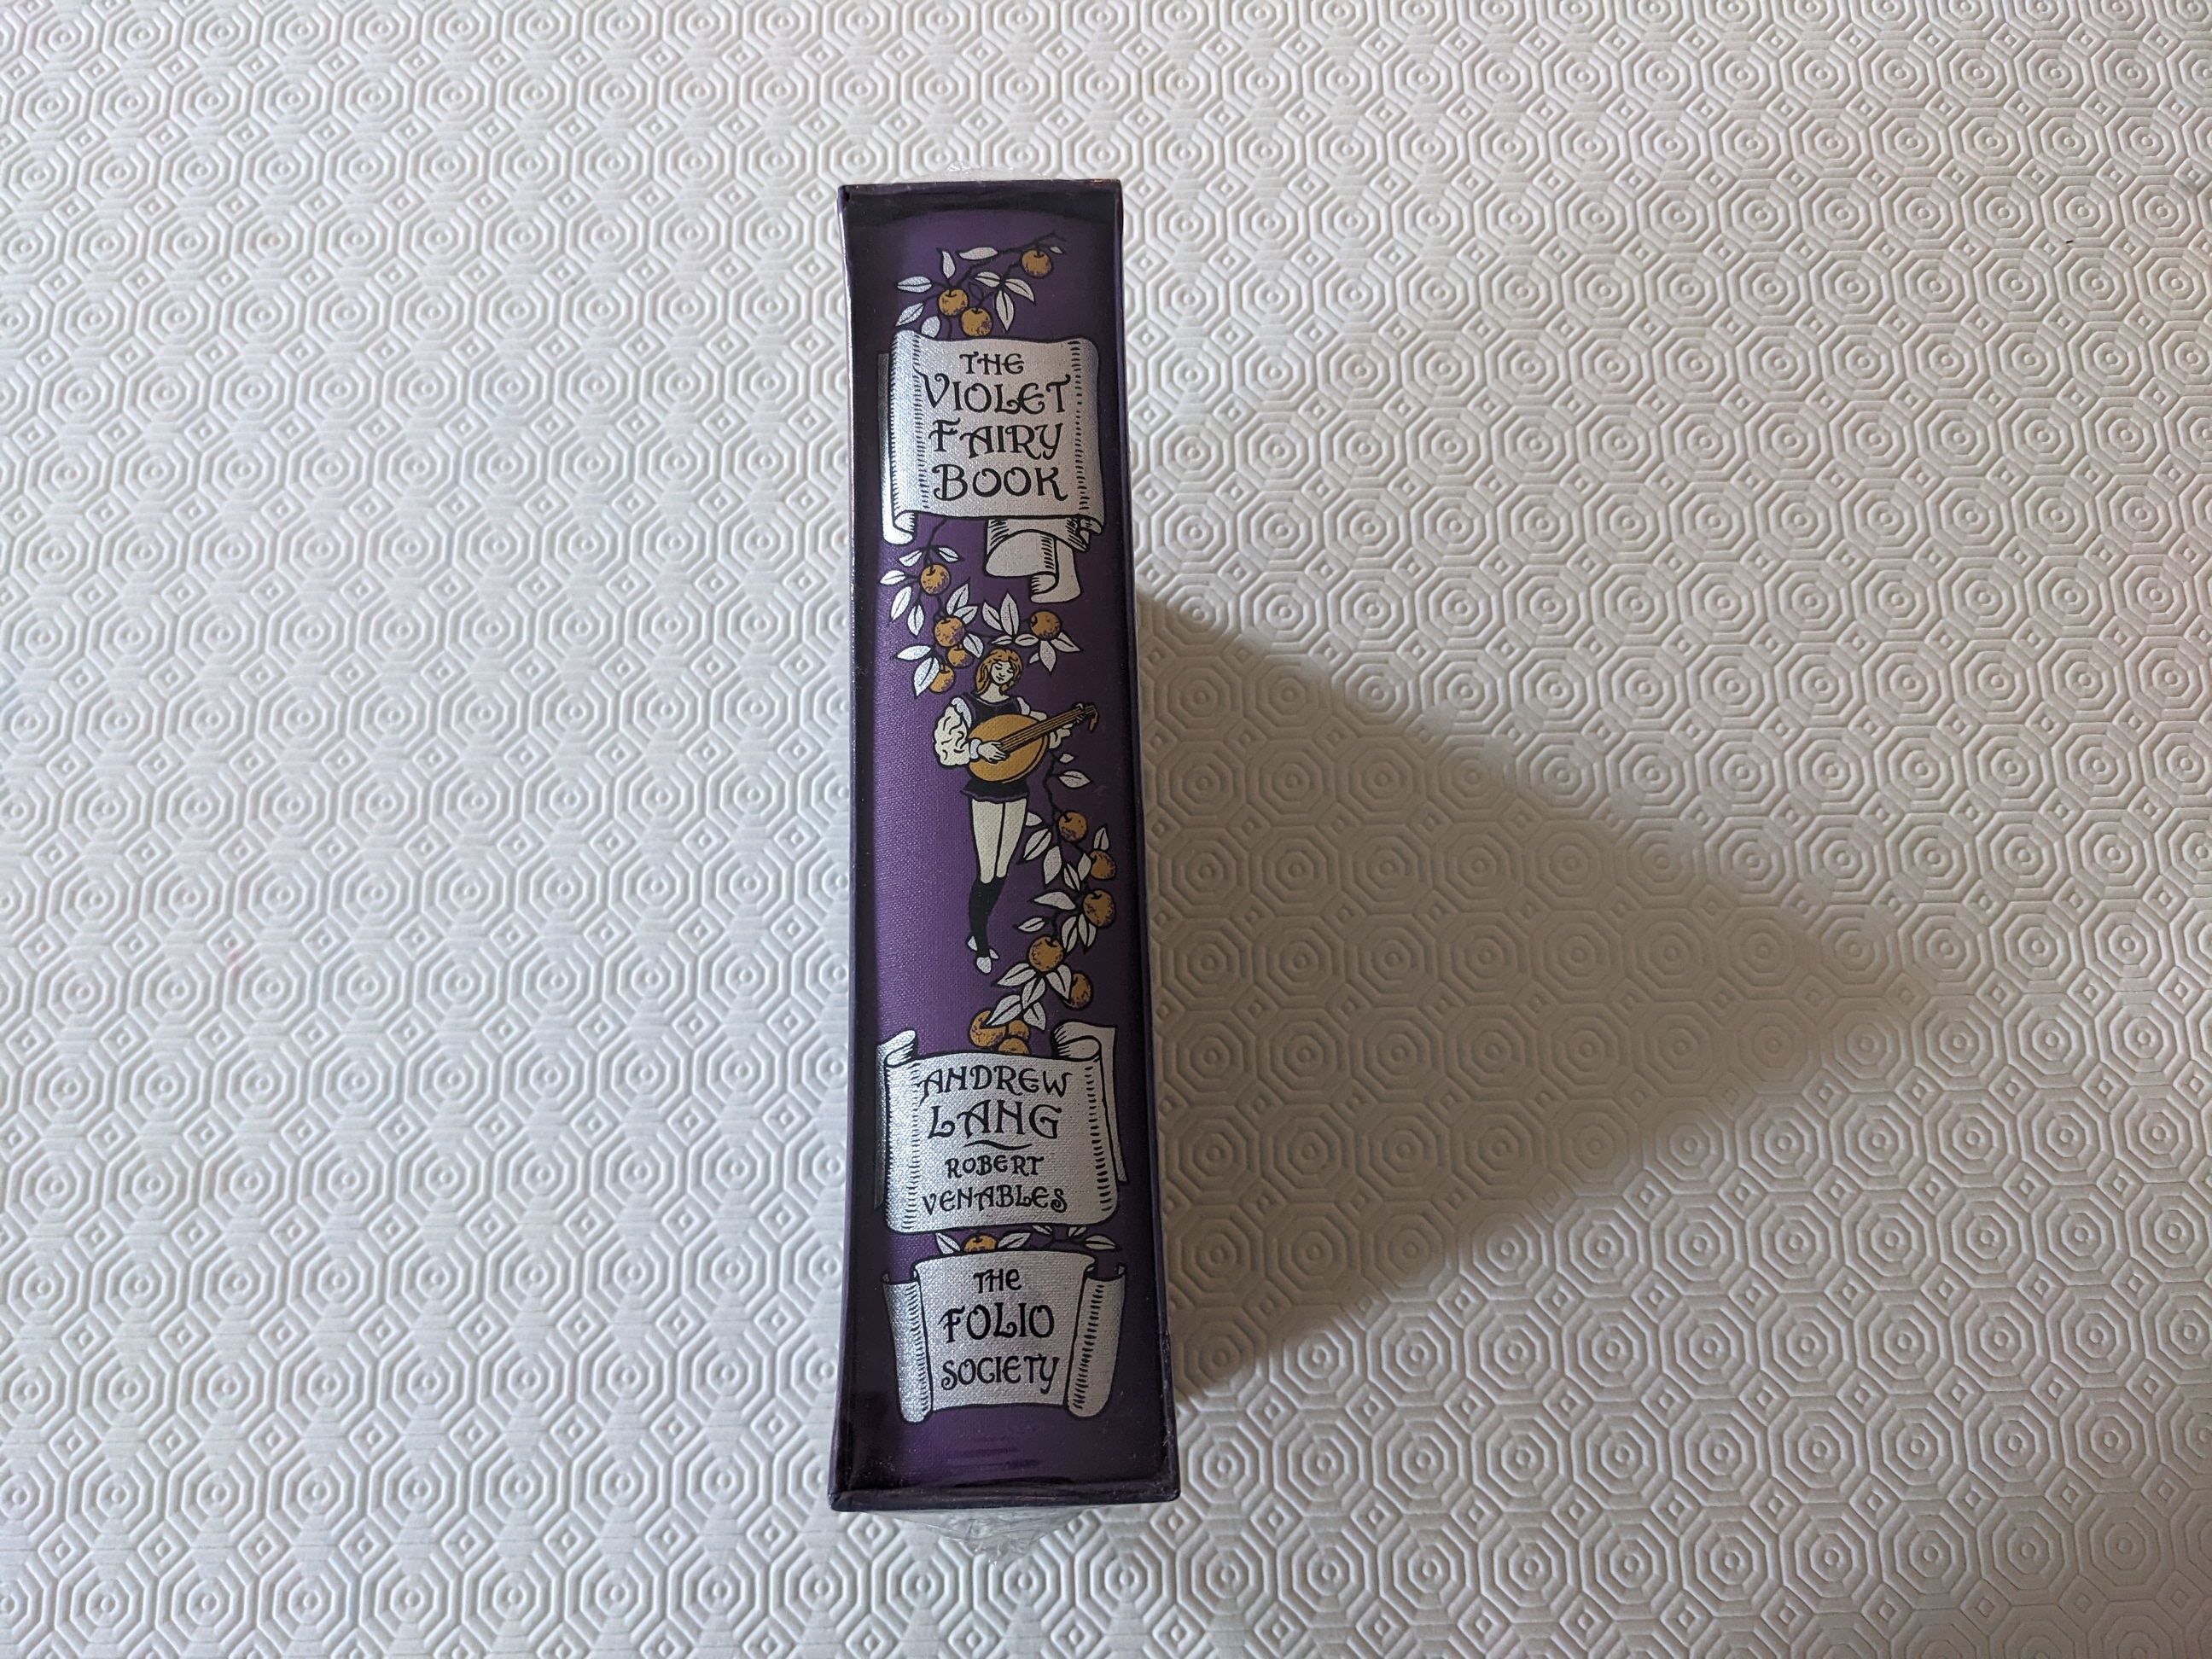 THE
VIOLET
FAIRY
BOOK
ANDREW
LANG
ROBERT
VENABLES
THE
FOLIO
SOCIETY